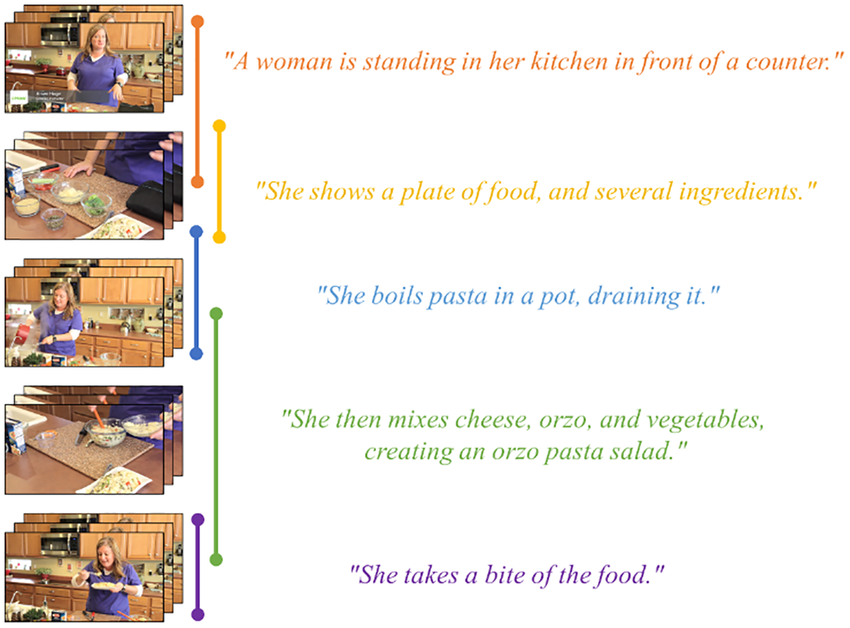 "A woman is standing in her kitchen in front of a counter."
"She shows a plate of food, and several ingredients."
"She boils pasta in a pot, draining it."
"She then mixes cheese, orzo, and vegetables,
creating an orzo pasta salad."
"She takes a bite of the food."